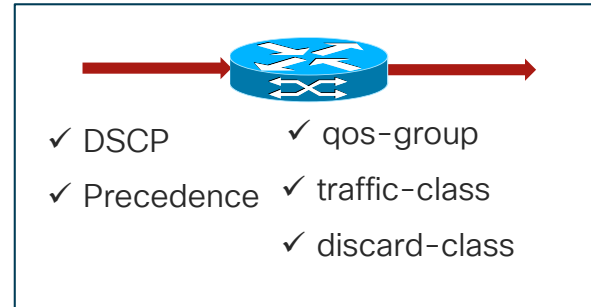 ✓ DSCP
✓ Precedence
✓ qos-group
✓ traffic-class
✓ discard-class